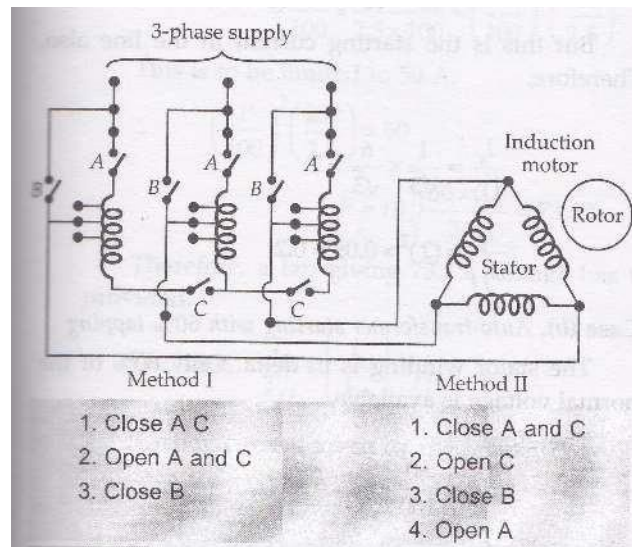 3-phase supply
A
A
A
B
B
B
C
C
Induction
motor
Rotor
Stator
Method I
Method II
1. Close A C
2. Open A and C
3. Close B
1. Close A and C
2. Open C
3. Close B
4. Open A